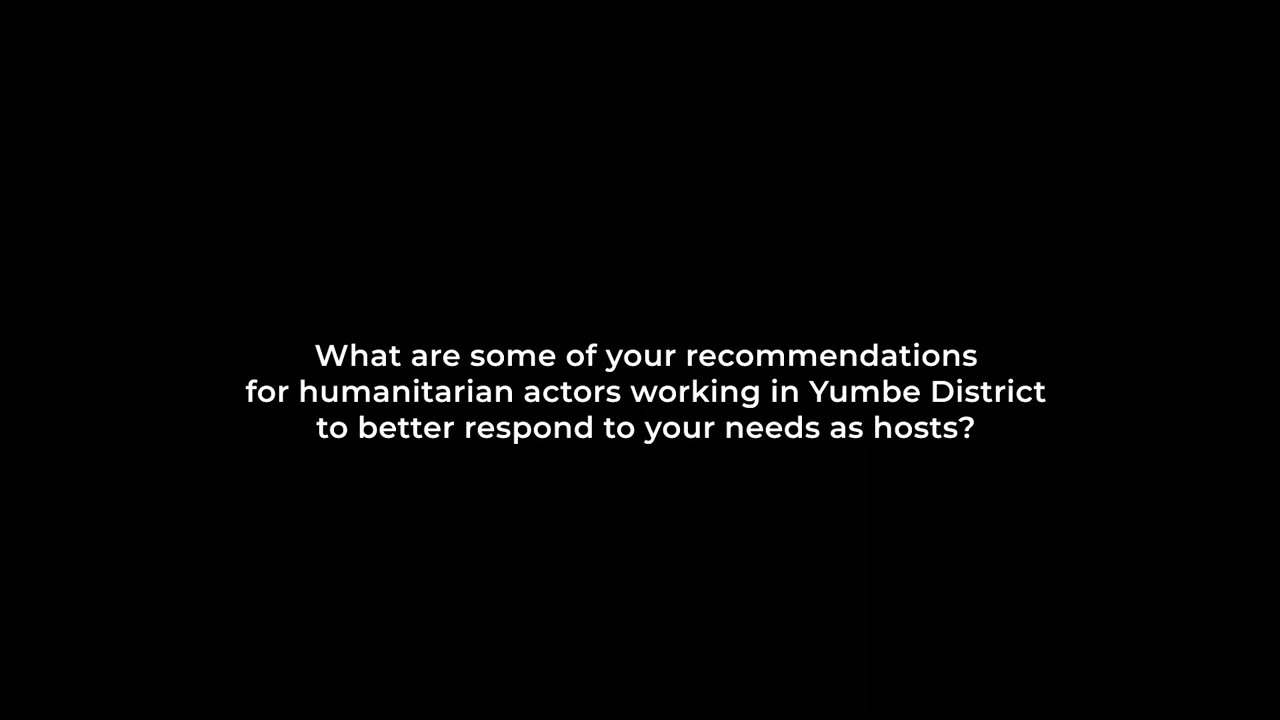 What are some of your recommendations
for humanitarian actors working in Yumbe District
to better respond to your needs as hosts?